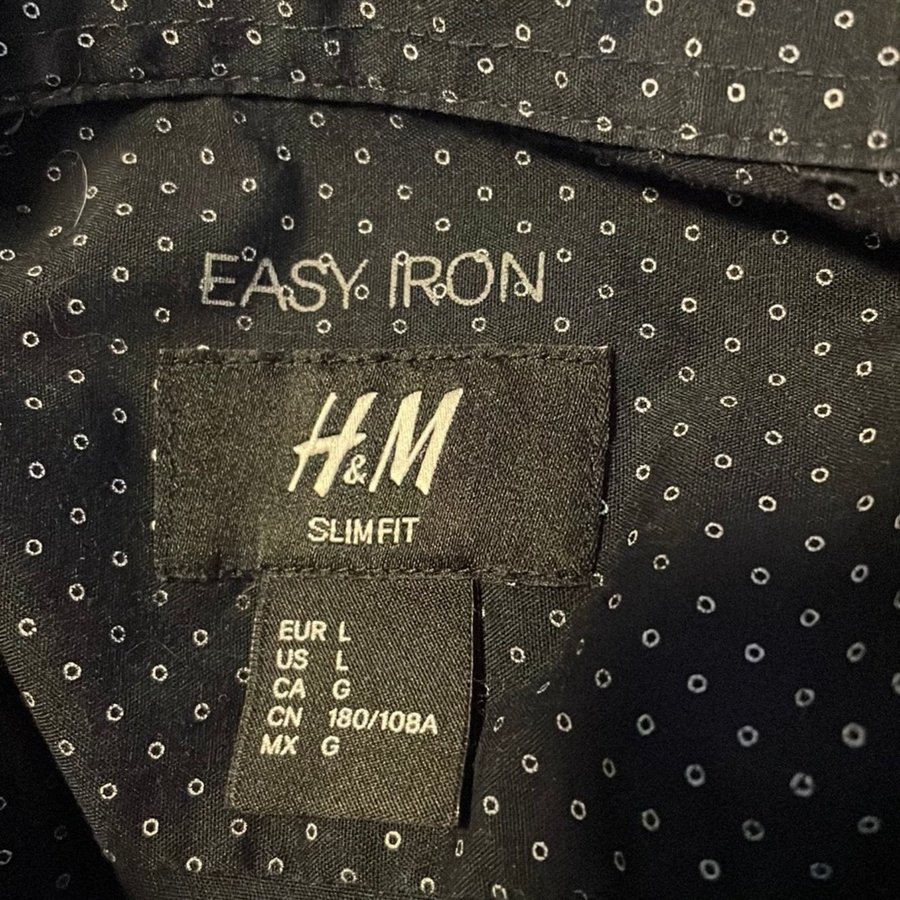 EASY IRON
H&M
SLIM FIT
EUR L
US L
CA G
CN 180/108A
MX G